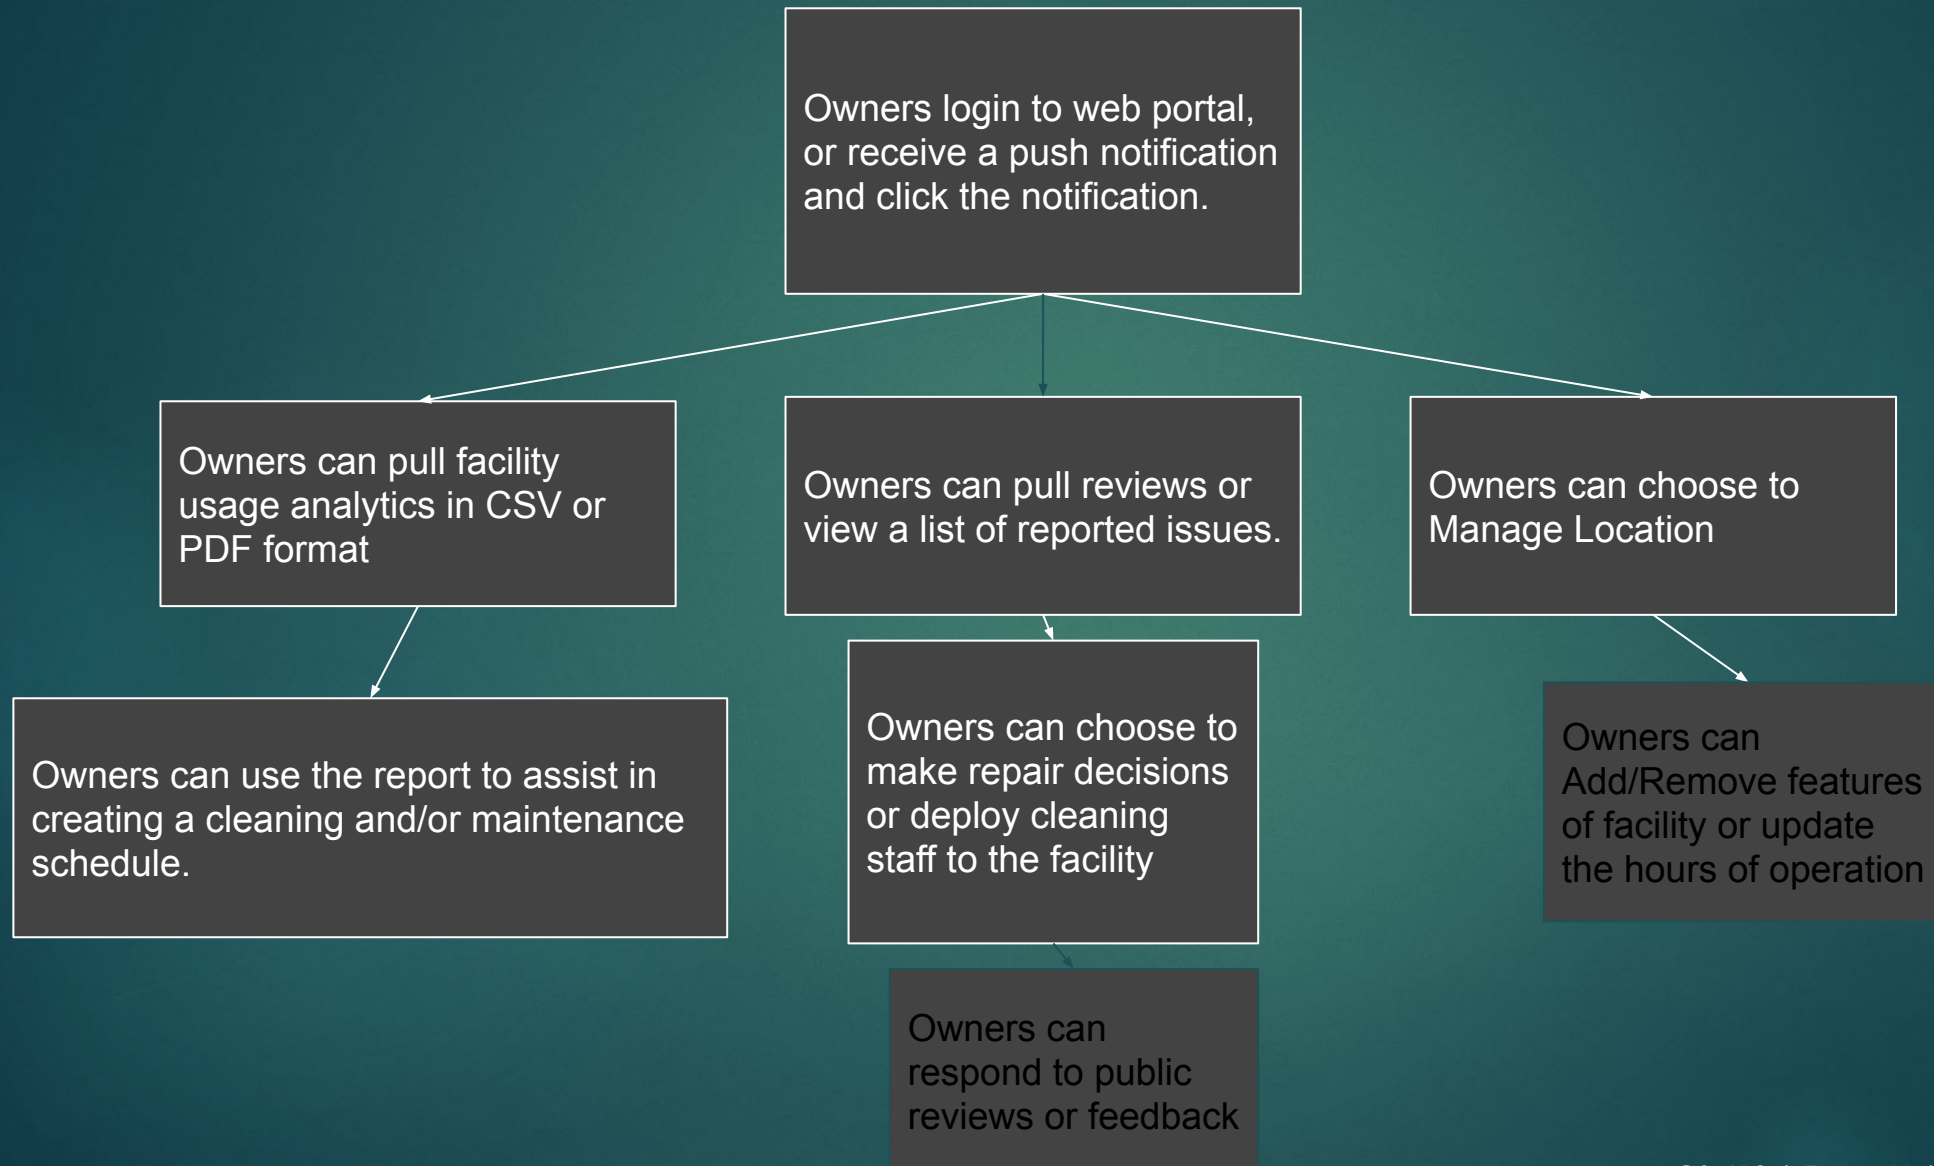 Owners login to web portal,
or receive a push notification
and click the notification.
Owners can pull facility
usage analytics in CSV or
PDF format
Owners can pull reviews or
view a list of reported issues.
Owners can choose to
Manage Location
Owners can use the report to assist in
creating a cleaning and/or maintenance
schedule.
Owners can choose to
make repair decisions
or deploy cleaning
staff to the facility
Owners can
Add/Remove features
of facility or update
the hours of operation
Owners can
respond to public
reviews or feedback